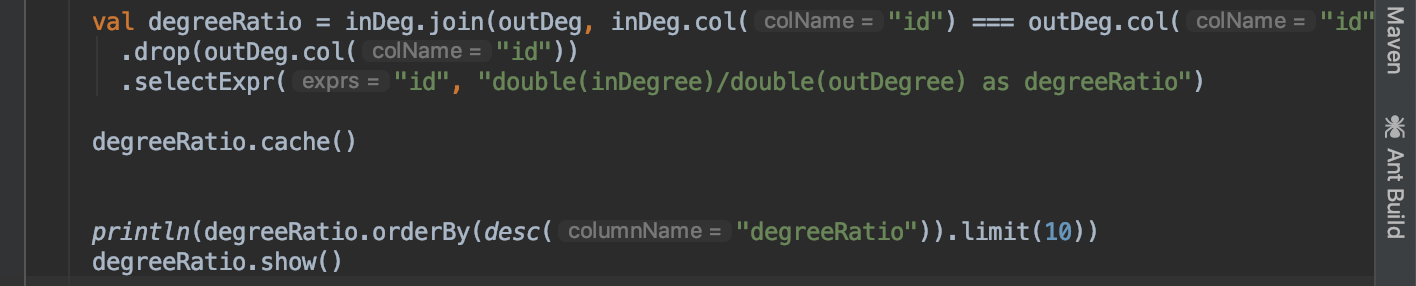 val degreeRatio = inDeg.join(outDeg, inDeg.col( colName = "id") === outDeg.col( colName = "id"
.drop(outDeg.col( colName = "id"))
.selectExpr( exprs = "id", "double(inDegree)/double(outDegree) as degreeRatio")
degreeRatio.cache()
println(degreeRatio.orderBy(desc( columnName = "degreeRatio")).limit(10))
degreeRatio.show()
Maven
Ant Build